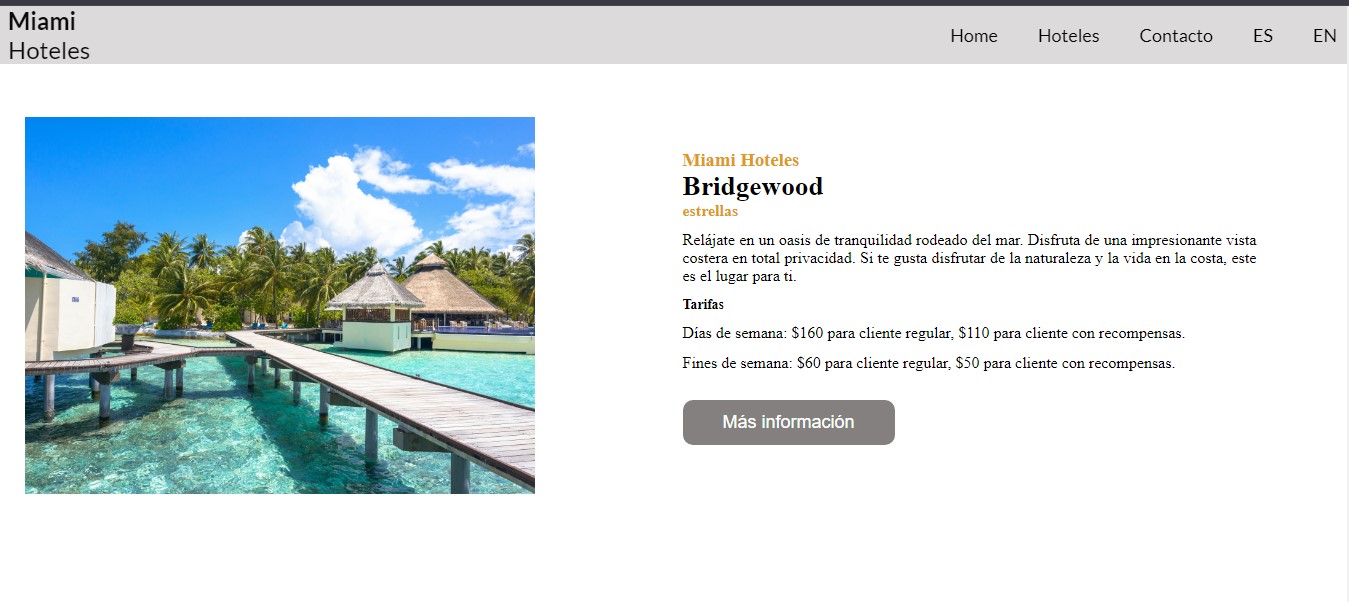 Miami
Hoteles
Home Hoteles Contacto ES EN
Miami Hoteles
Bridgewood
estrellas
Relájate en un oasis de tranquilidad rodeado del mar. Disfruta de una impresionante vista
costera en total privacidad. Si te gusta disfrutar de la naturaleza y la vida en la costa, este
es el lugar para ti.
Tarifas
Días de semana: $160 para cliente regular, $110 para cliente con recompensas.
Fines de semana: $60 para cliente regular, $50 para cliente con recompensas.
Más información